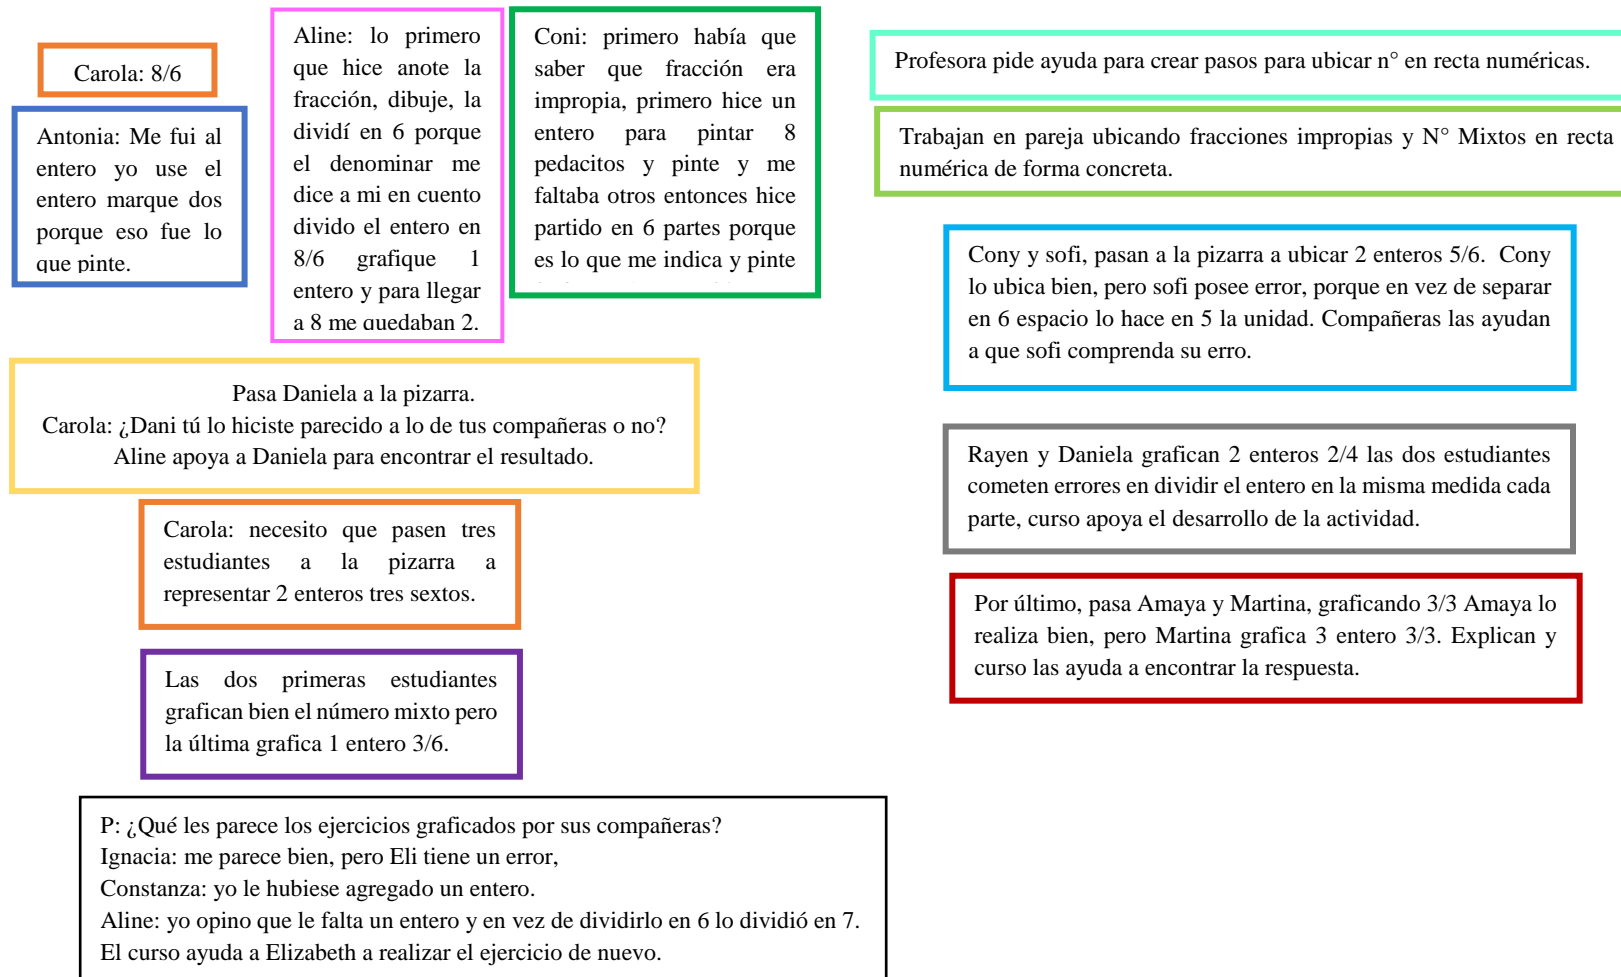 Carola: 8/6
Antonia: Me fui al
entero yo use el
entero marque dos
porque eso fue lo
que pinte.
Aline: lo primero
que hice anote la
fracción, dibuje, la
dividí en 6 porque
el denominar me
dice a mi en cuento
divido el entero en
8/6 grafique 1
entero y para llegar
a 8 me quedaban 2.
Coni: primero había que
saber que fracción era
impropia, primero hice un
entero para pintar 8
pedacitos y pinte y me
faltaba otros entonces hice
partido en 6 partes porque
es lo que me indica y pinte
Pasa Daniela a la pizarra.
Carola: ¿Dani tú lo hiciste parecido a lo de tus compañeras o no?
Aline apoya a Daniela para encontrar el resultado.
Carola: necesito que pasen tres
estudiantes a la pizarra a
representar 2 enteros tres sextos.
Las dos primeras estudiantes
grafican bien el número mixto pero
la última grafica 1 entero 3/6.
P: ¿Qué les parece los ejercicios graficados por sus compañeras?
Ignacia: me parece bien, pero Eli tiene un error,
Constanza: yo le hubiese agregado un entero.
Aline: yo opino que le falta un entero y en vez de dividirlo en 6 lo dividió en 7.
El curso ayuda a Elizabeth a realizar el ejercicio de nuevo.
Profesora pide ayuda para crear pasos para ubicar n° en recta numéricas.
Trabajan en pareja ubicando fracciones impropias y N° Mixtos en recta
numérica de forma concreta.
Cony y sofi, pasan a la pizarra a ubicar 2 enteros 5/6. Cony
lo ubica bien, pero sofi posee error, porque en vez de separar
en 6 espacio lo hace en 5 la unidad. Compañeras las ayudan
a que sofi comprenda su erro.
Rayen y Daniela grafican 2 enteros 2/4 las dos estudiantes
cometen errores en dividir el entero en la misma medida cada
parte, curso apoya el desarrollo de la actividad.
Por último, pasa Amaya y Martina, graficando 3/3 Amaya lo
realiza bien, pero Martina grafica 3 entero 3/3. Explican y
curso las ayuda a encontrar la respuesta.